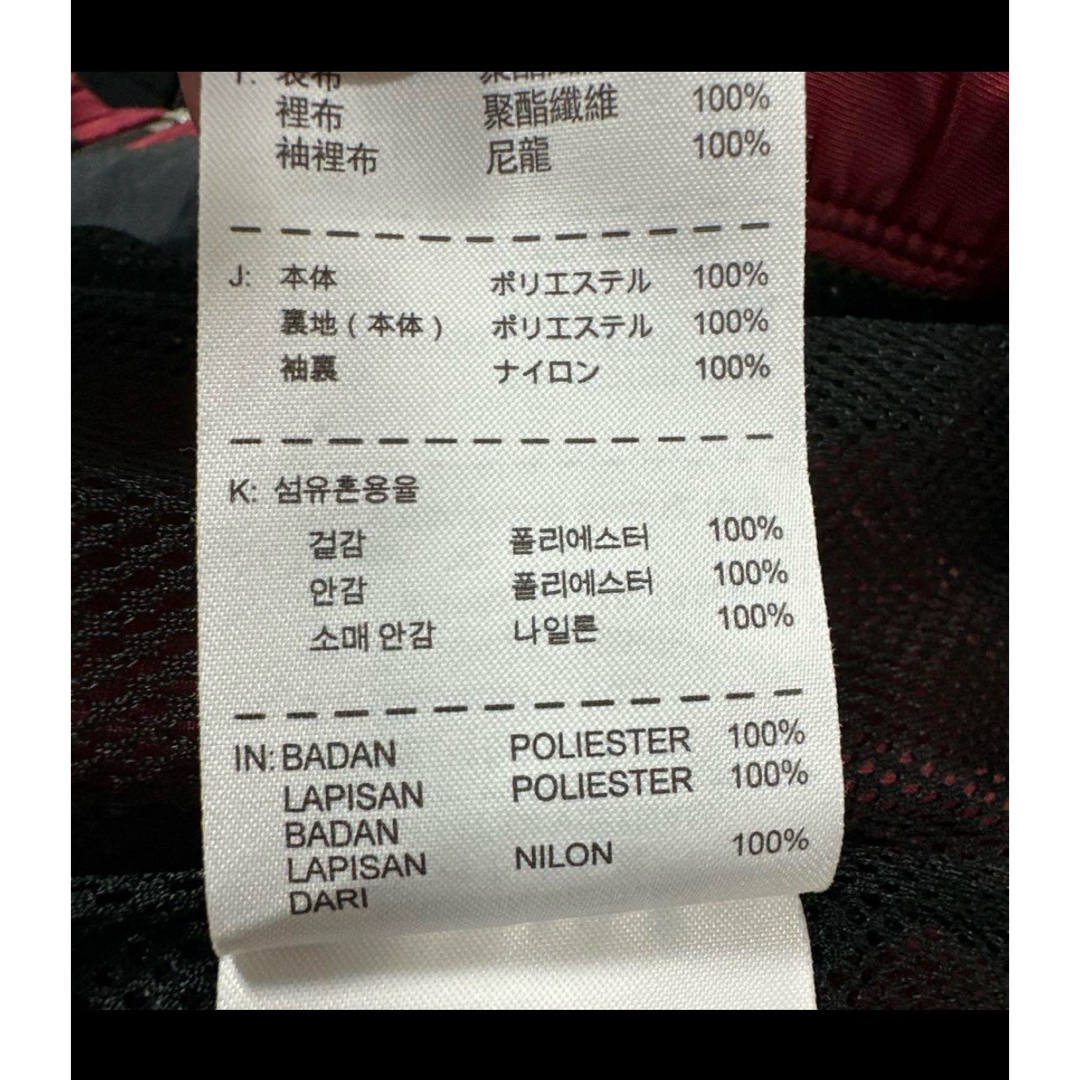 表布
裡布 聚酯纖維 100%
袖裡布 尼龍 100%
J: 本体 ポリエステル 100%
裏地(本体) ポリエステル 100%
袖裏 ナイロン 100%
K: 섬유혼용율
겉감 폴리에스터 100%
안감 폴리에스터 100%
소매 안감 나일론 100%
IN: BADAN POLIESTER 100%
LAPISAN POLIESTER 100%
BADAN
LAPISAN NILON 100%
DARI